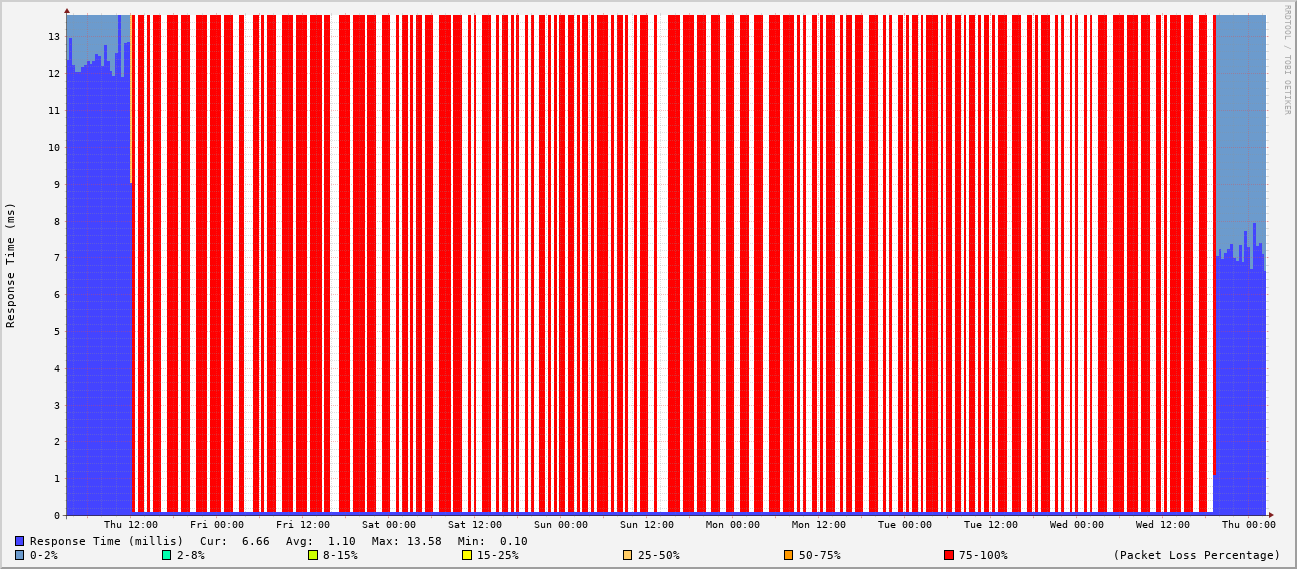 RRDTOOL / TOBI OETIKER
Response Time (ms)
13
12
11
10
9
8
7
6
5
4
3
2
1
0
Thu 12:00 Fri 00:00 Fri 12:00 Sat 00:00 Sat 12:00 Sun 00:00 Sun 12:00 Mon 00:00 Mon 12:00 Tue 00:00 Tue 12:00 Wed 00:00 Wed 12:00 Thu 00:00
Response Time (millis) Cur: 6.66 Avg: 1.10 Max: 13.58 Min: 0.10
0-2% 2-8% 8-15% 15-25% 25-50% 50-75% 75-100% (Packet Loss Percentage)